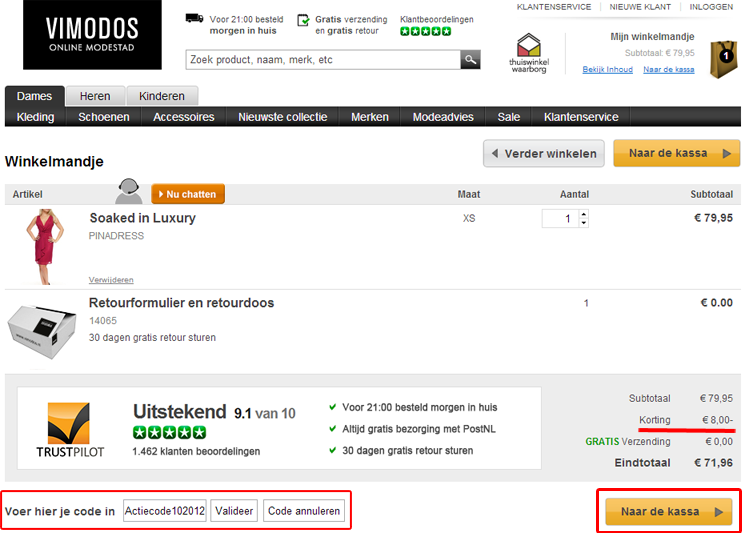 KLANTENSERVICE NIEUWE KLANT INLOGGEN
VIMODOS
ONLINE MODESTAD
Voor 21:00 besteld
morgen in huis
Gratis verzending
en gratis retour
Klantbeoordelingen
Zoek product, naam, merk, etc
thuiswinkel
waarborg
Mijn winkelmandje
Subtotaal: € 79,95
Bekijk Inhoud Naar de kassa
1
Dames Heren Kinderen
Kleding Schoenen Accessoires Nieuwste collectie Merken Modeadvies Sale Klantenservice
Winkelmandje
Verder winkelen
Naar de kassa
Artikel Nu chatten Maat Aantal Subtotaal
Soaked in Luxury XS 1 € 79,95
PINADRESS
Verwijderen
Retourformulier en retourdoos 1 € 0.00
14065
30 dagen gratis retour sturen
TRUSTPILOT
Uitstekend 9.1 van 10
1.462 klanten beoordelingen
Voor 21:00 besteld morgen in huis
Altijd gratis bezorging met PostNL
30 dagen gratis retour sturen
Subtotaal € 79,95
Korting € 8,00-
GRATIS Verzending € 0,00
Eindtotaal € 71,96
Voer hier je code in Actiecode102012 Valideer Code annuleren
Naar de kassa